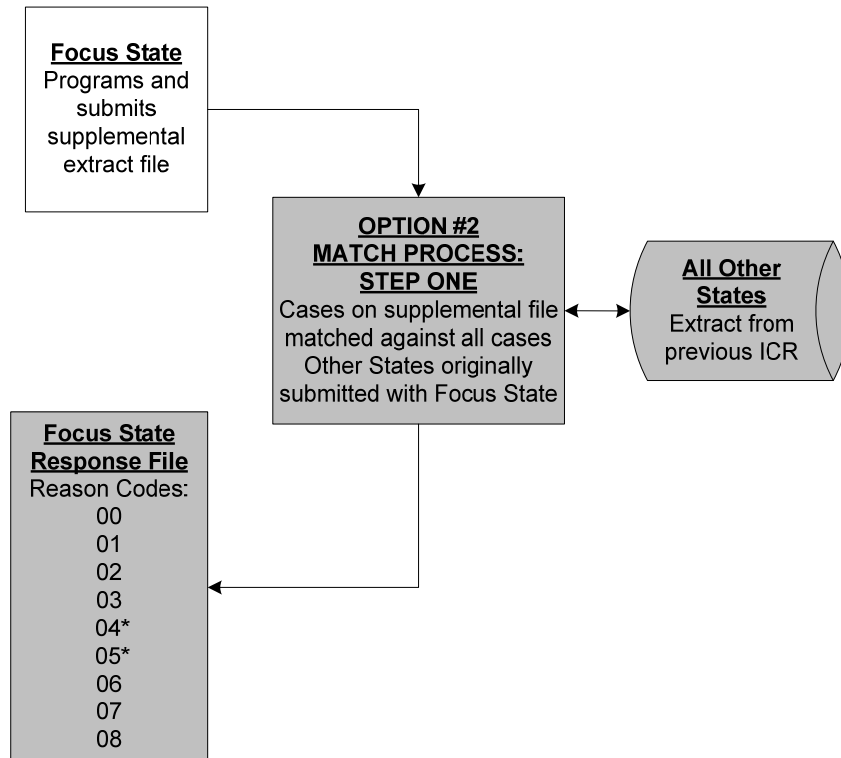 Focus State
Programs and
submits
supplemental
extract file
OPTION #2
MATCH PROCESS:
STEP ONE
Cases on supplemental file
matched against all cases
Other States originally
submitted with Focus State
All Other
States
Extract from
previous ICR
Focus State
Response File
Reason Codes:
00
01
02
03
04*
05*
06
07
08